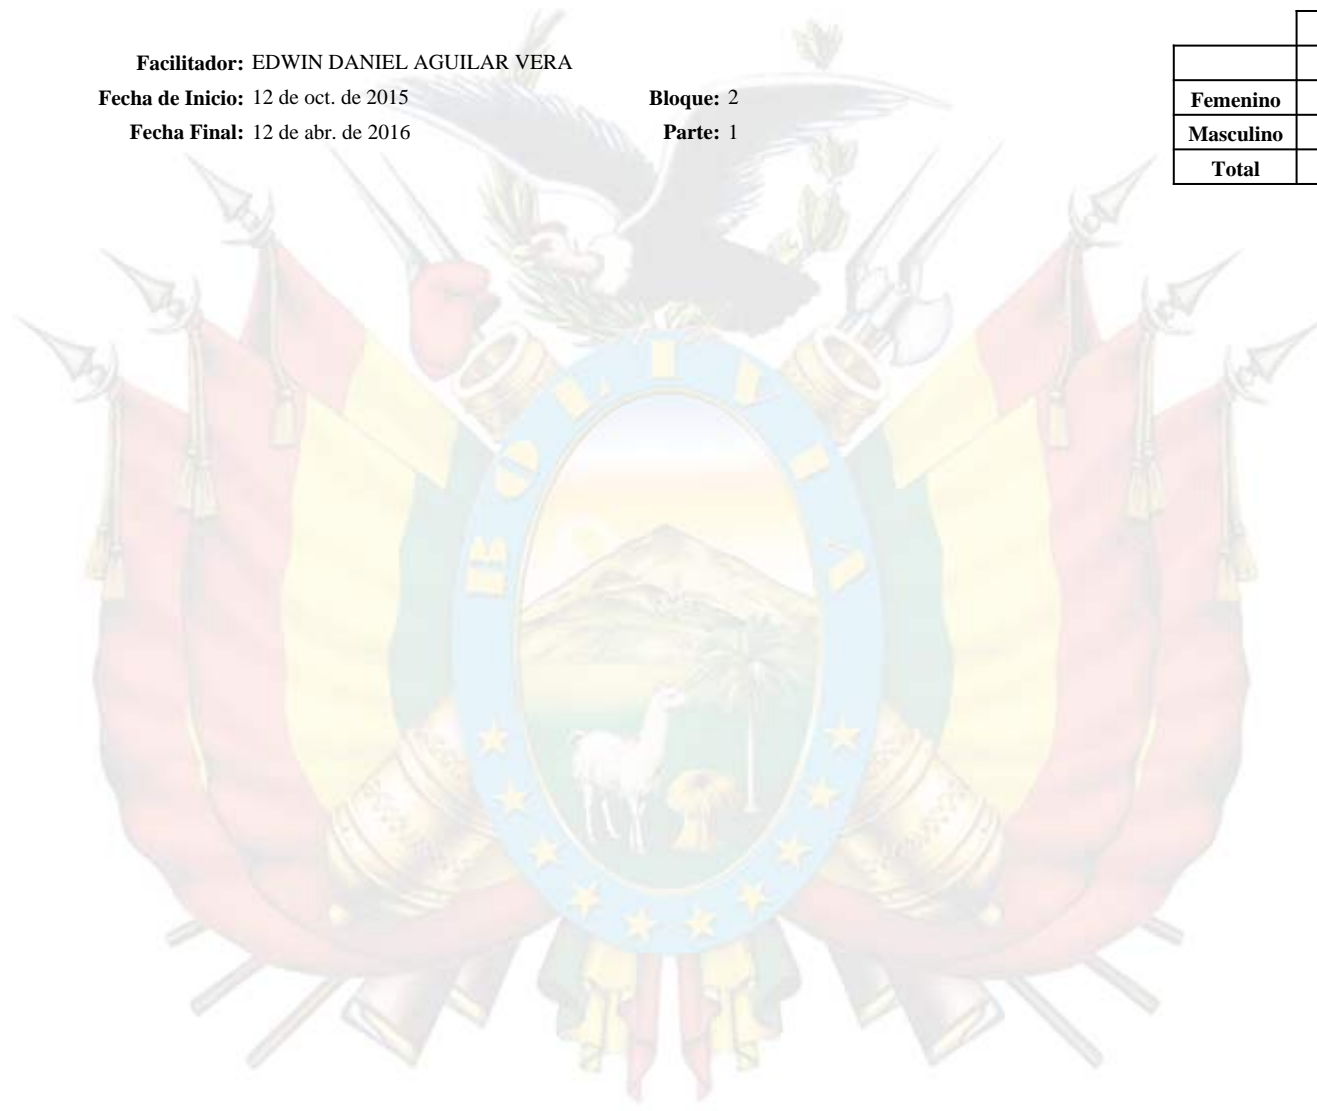 Facilitador: EDWIN DANIEL AGUILAR VERA
Fecha de Inicio: 12 de oct. de 2015 Bloque: 2
Fecha Final: 12 de abr. de 2016 Parte: 1
Femenino
Masculino
Total
BOLIVIA